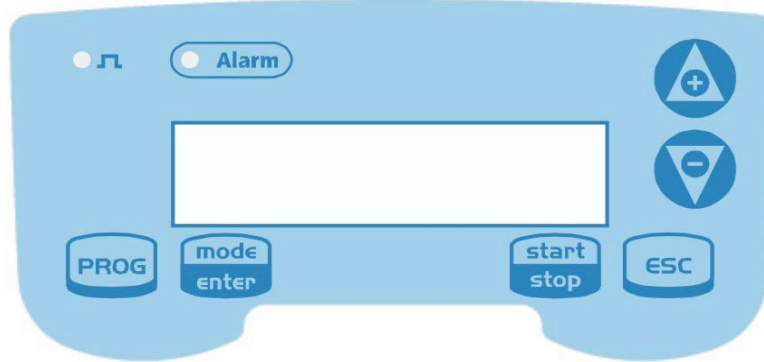 Alarm
+
-
PROG
mode
enter
start
stop
ESC